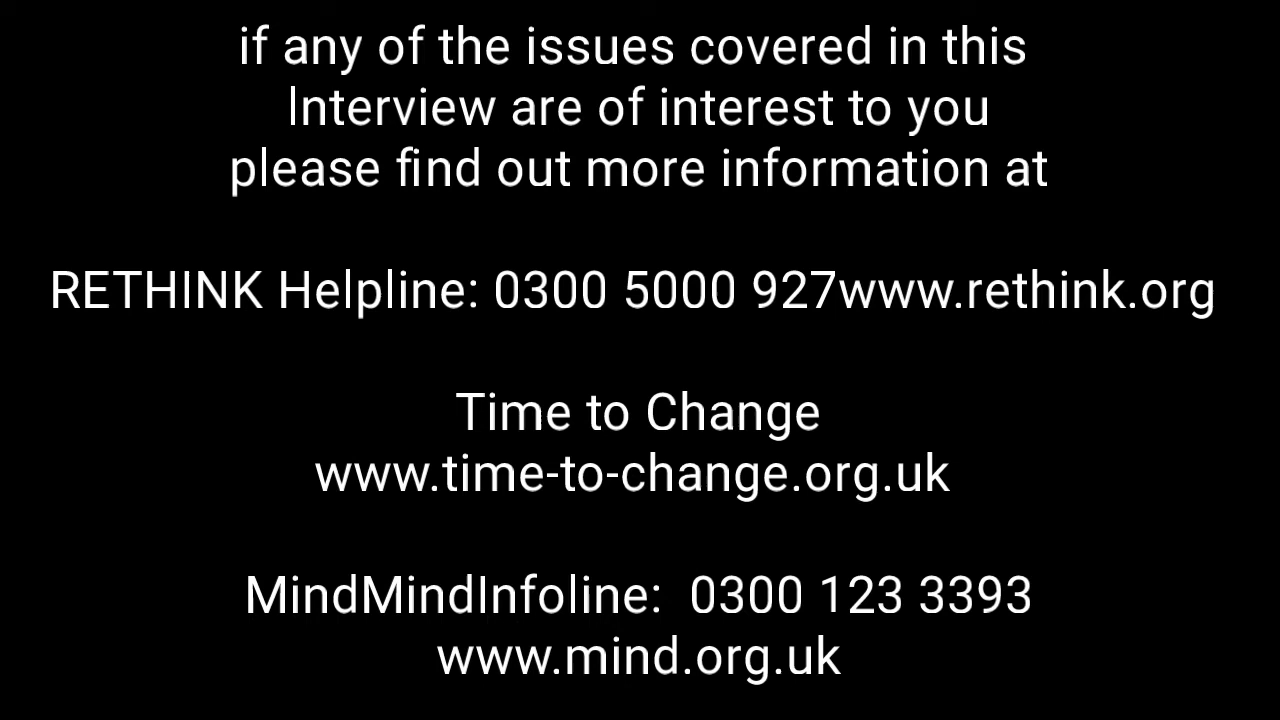 if any of the issues covered in this
Interview are of interest to you
please find out more information at
RETHINK Helpline: 0300 5000 927www.rethink.org
Time to Change
www.time-to-change.org.uk
MindMindInfoline:  0300 123 3393
www.mind.org.uk